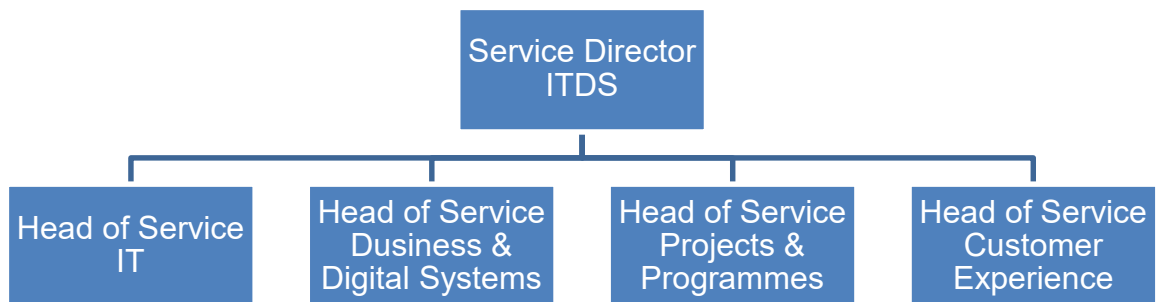 Service Director
ITDS
Head of Service
IT
Head of Service
Dusiness &
Digital Systems
Head of Service
Projects &
Programmes
Head of Service
Customer
Experience